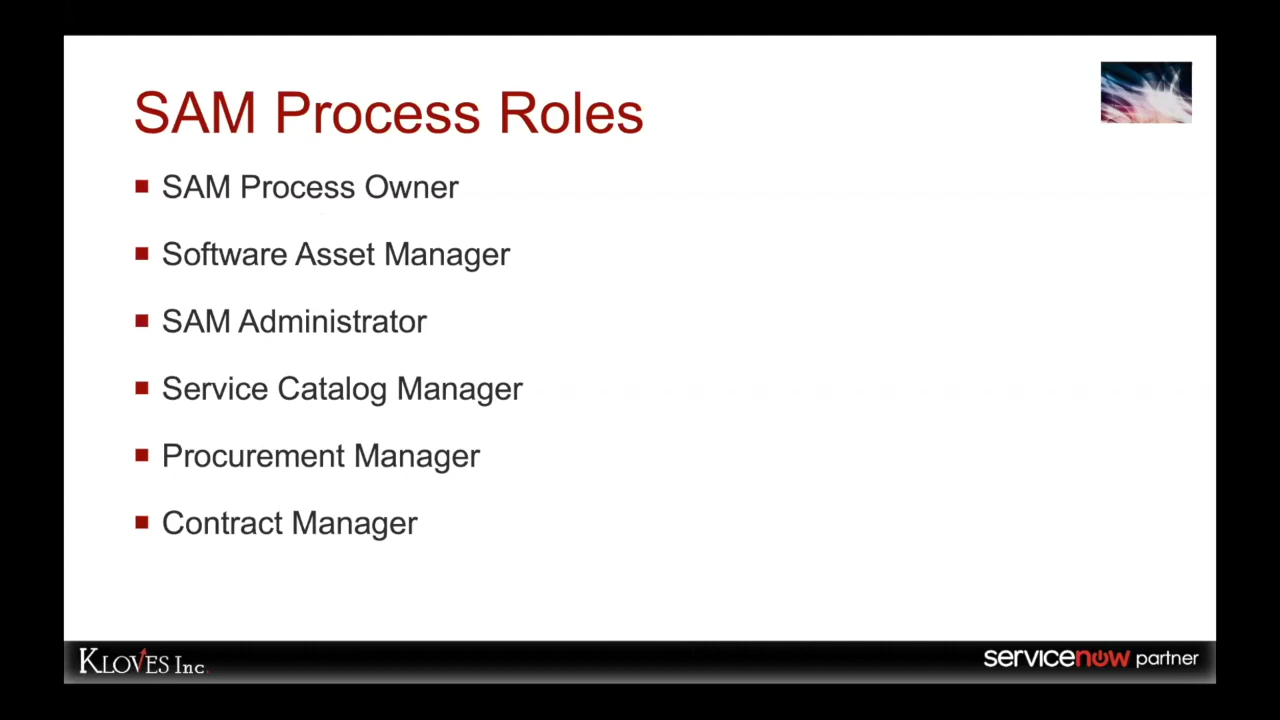 SAM Process Roles
SAM Process Owner
Software Asset Manager
SAM Administrator
Service Catalog Manager
Procurement Manager
Contract Manager
KLOVES Inc.
servicenow partner